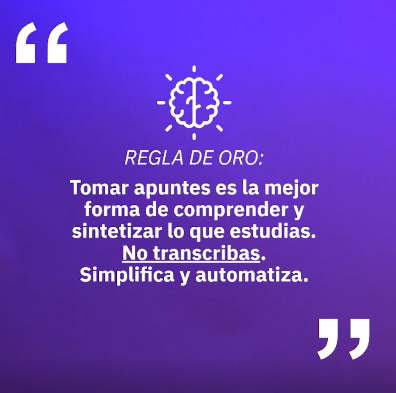 “
REGLA DE ORO:
Tomar apuntes es la mejor
forma de comprender y
sintetizar lo que estudias.
No transcribas.
Simplifica y automatiza.
”